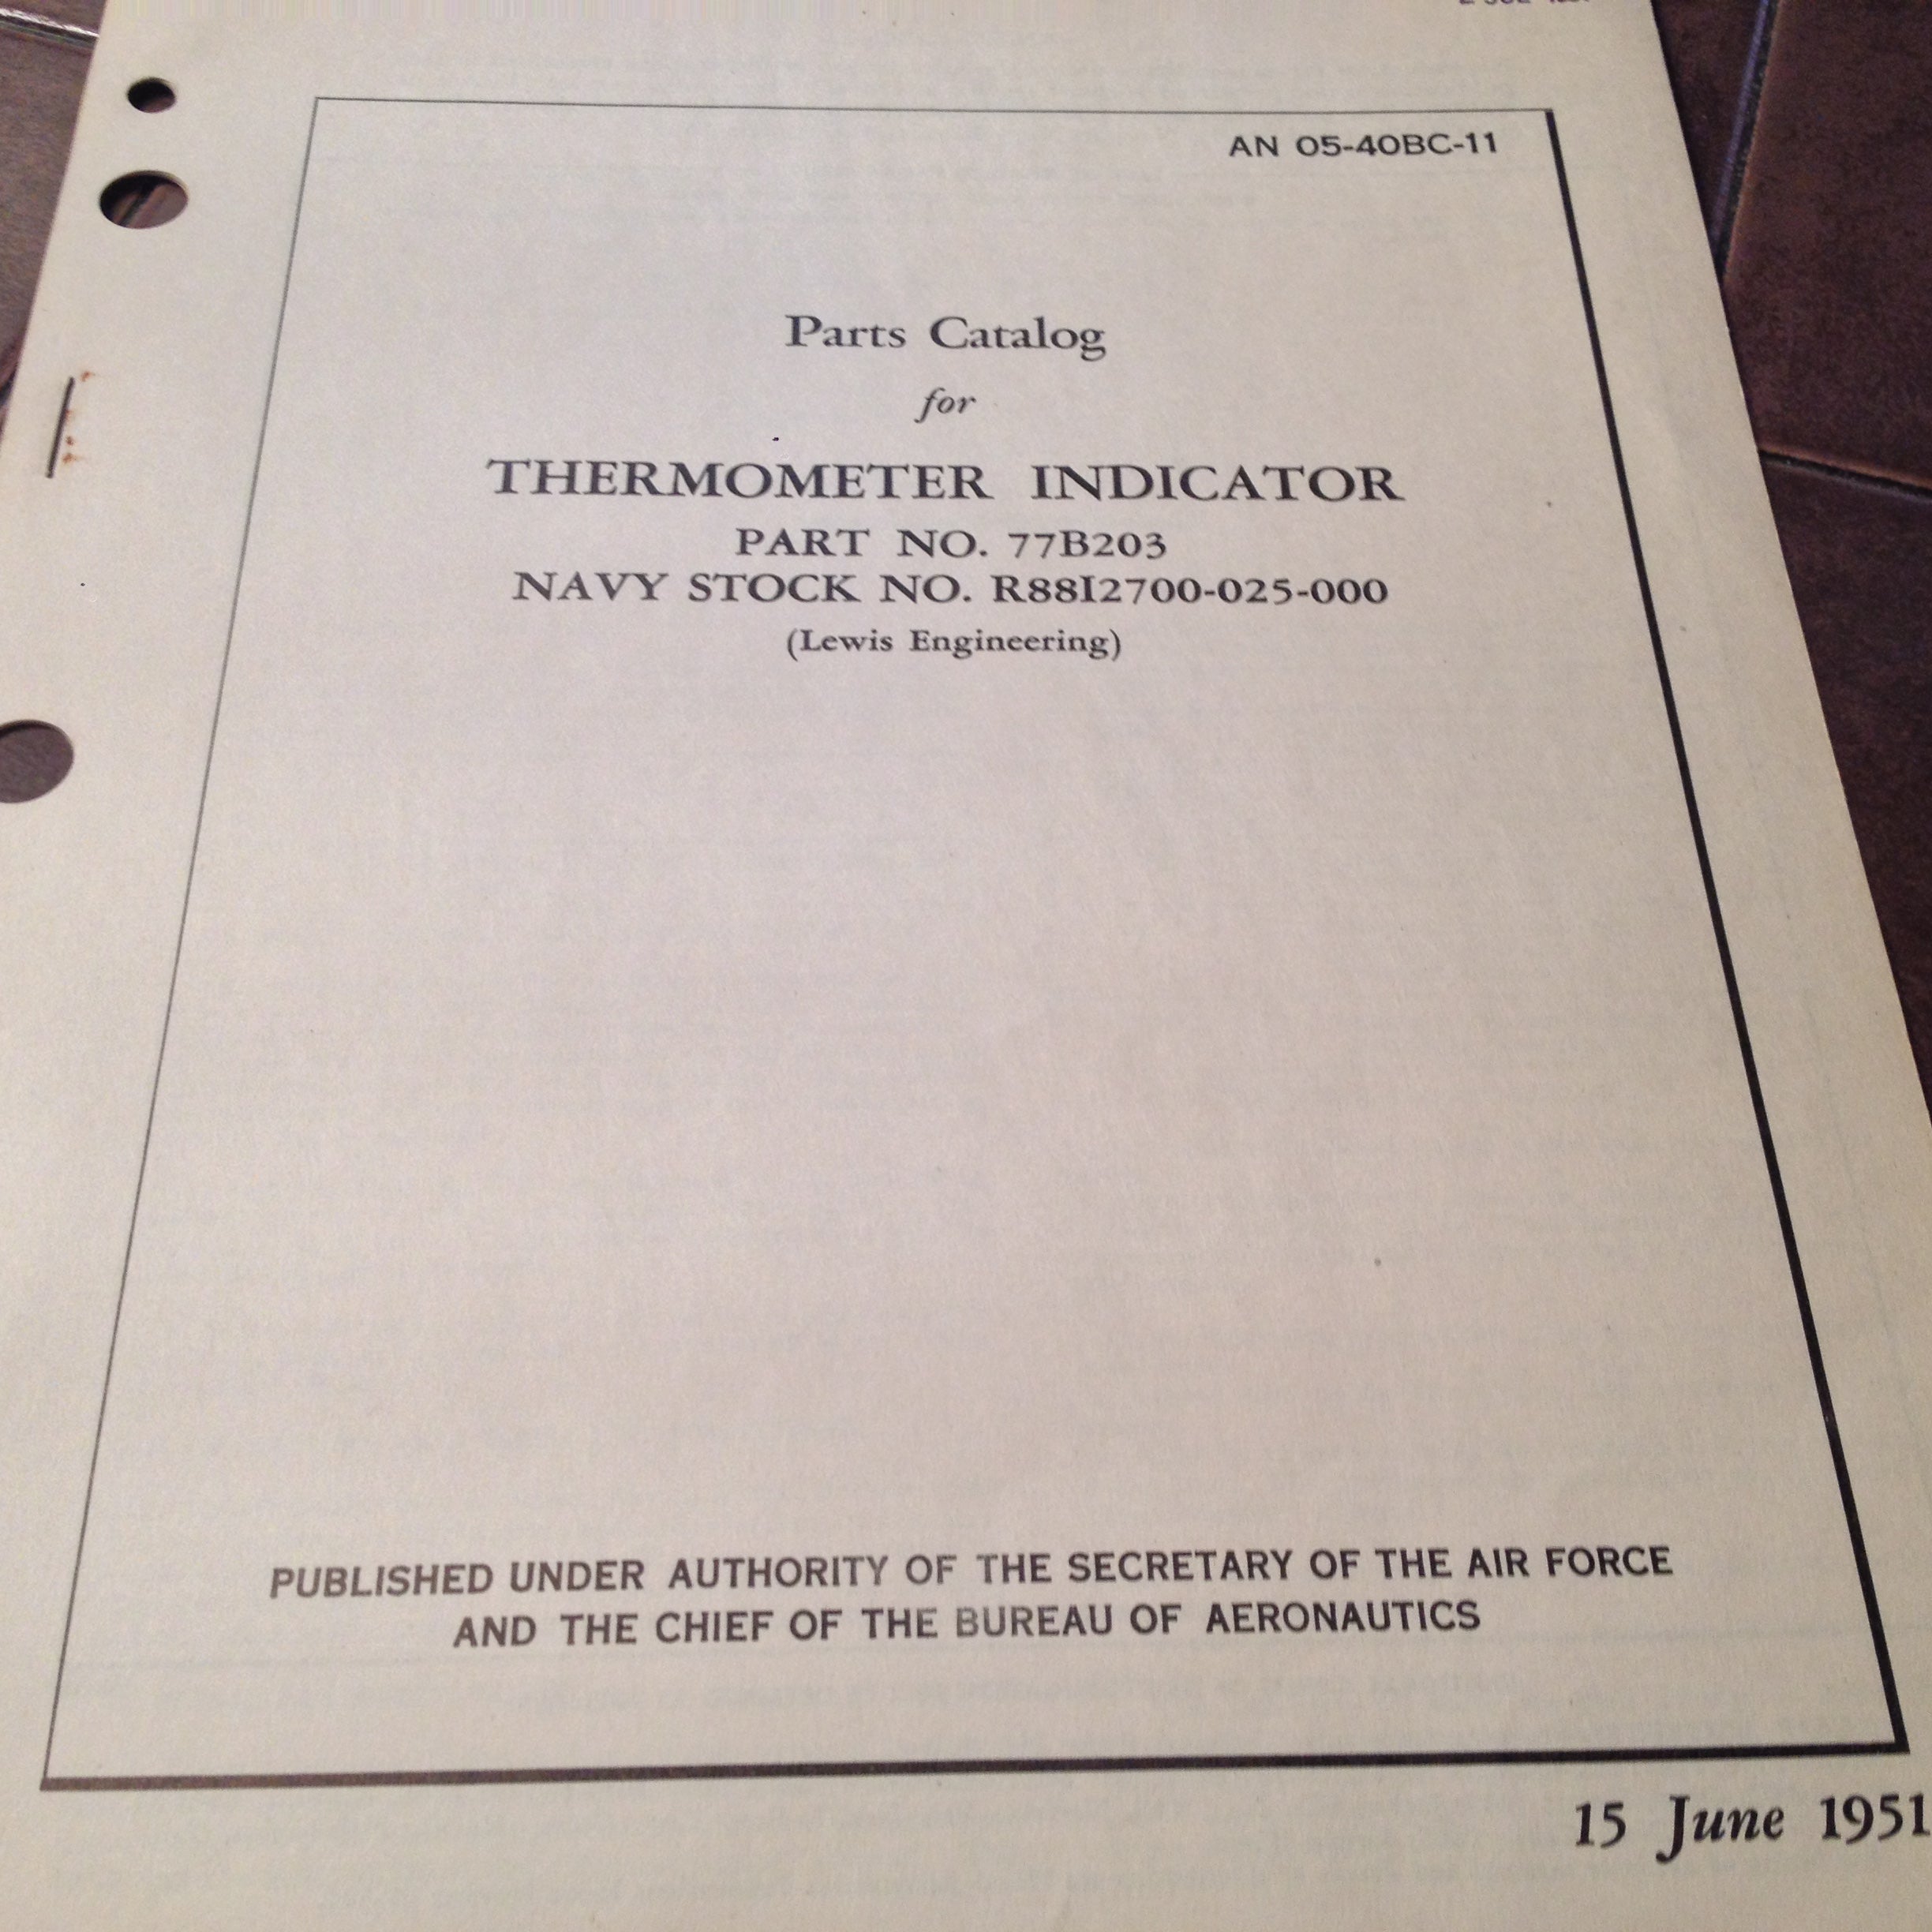 AN 05-40BC-11
Parts Catalog
for
THERMOMETER INDICATOR
PART NO. 77B203
NAVY STOCK NO. R88I2700-025-000
(Lewis Engineering)
PUBLISHED UNDER AUTHORITY OF THE SECRETARY OF THE AIR FORCE
AND THE CHIEF OF THE BUREAU OF AERONAUTICS
15 June 1951